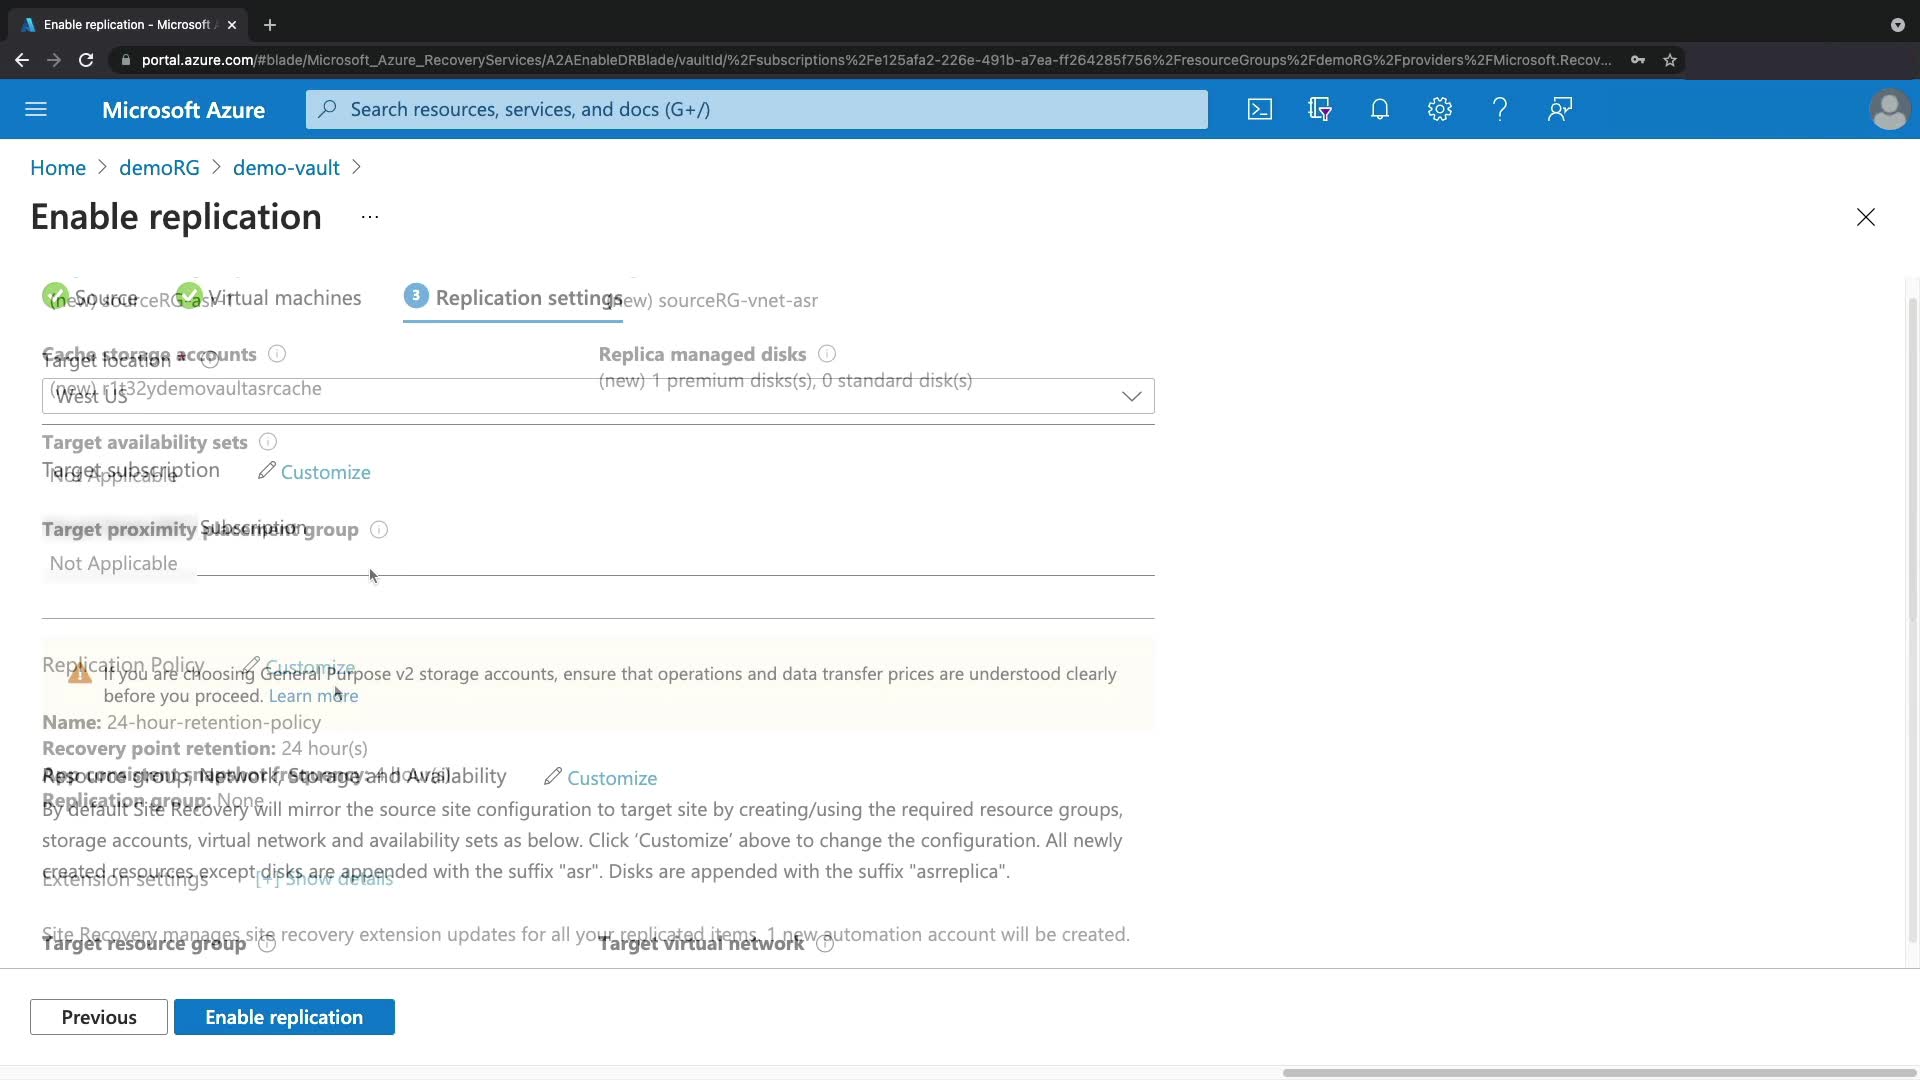 Enable replication - Microsoft A
portal.azure.com/#blade/Microsoft_Azure_RecoveryServices/A2AEnableDRBlade/vaultId/%2Fsubscriptions%2Fe125afa2-226e-491b-a7ea-ff264285f756%2FresourceGroups%2FdemoRG%2Fproviders%2FMicrosoft.Recov...
Microsoft Azure
Search resources, services, and docs (G+/)
Home > demoRG > demo-vault >
Enable replication ...
Source Virtual machines 3 Replication settings
(new) sourceRG-asr (new) sourceRG-vnet-asr
Cache storage accounts Replica managed disks
Target location *
(new) 1 premium disks(s), 0 standard disk(s)
(new) r1t32ydemovaultasrcache
West US
Target availability sets
Target subscription Customize
Not Applicable
Subscription
Target proximity placement group
Not Applicable
Replication Policy Customize
If you are choosing General Purpose v2 storage accounts, ensure that operations and data transfer prices are understood clearly
before you proceed. Learn more
Name: 24-hour-retention-policy
Recovery point retention: 24 hour(s)
App consistent snapshot frequency: 4 hour(s)
Resource group, Network, Storage and Availability Customize
Replication group: None
By default Site Recovery will mirror the source site configuration to target site by creating/using the required resource groups,
storage accounts, virtual network and availability sets as below. Click ‘Customize’ above to change the configuration. All newly
created resources except disks are appended with the suffix "asr". Disks are appended with the suffix "asrreplica".
Extension settings [+] Show details
Site Recovery manages site recovery extension updates for all your replicated items. 1 new automation account will be created.
Target resource group Target virtual network
Previous Enable replication